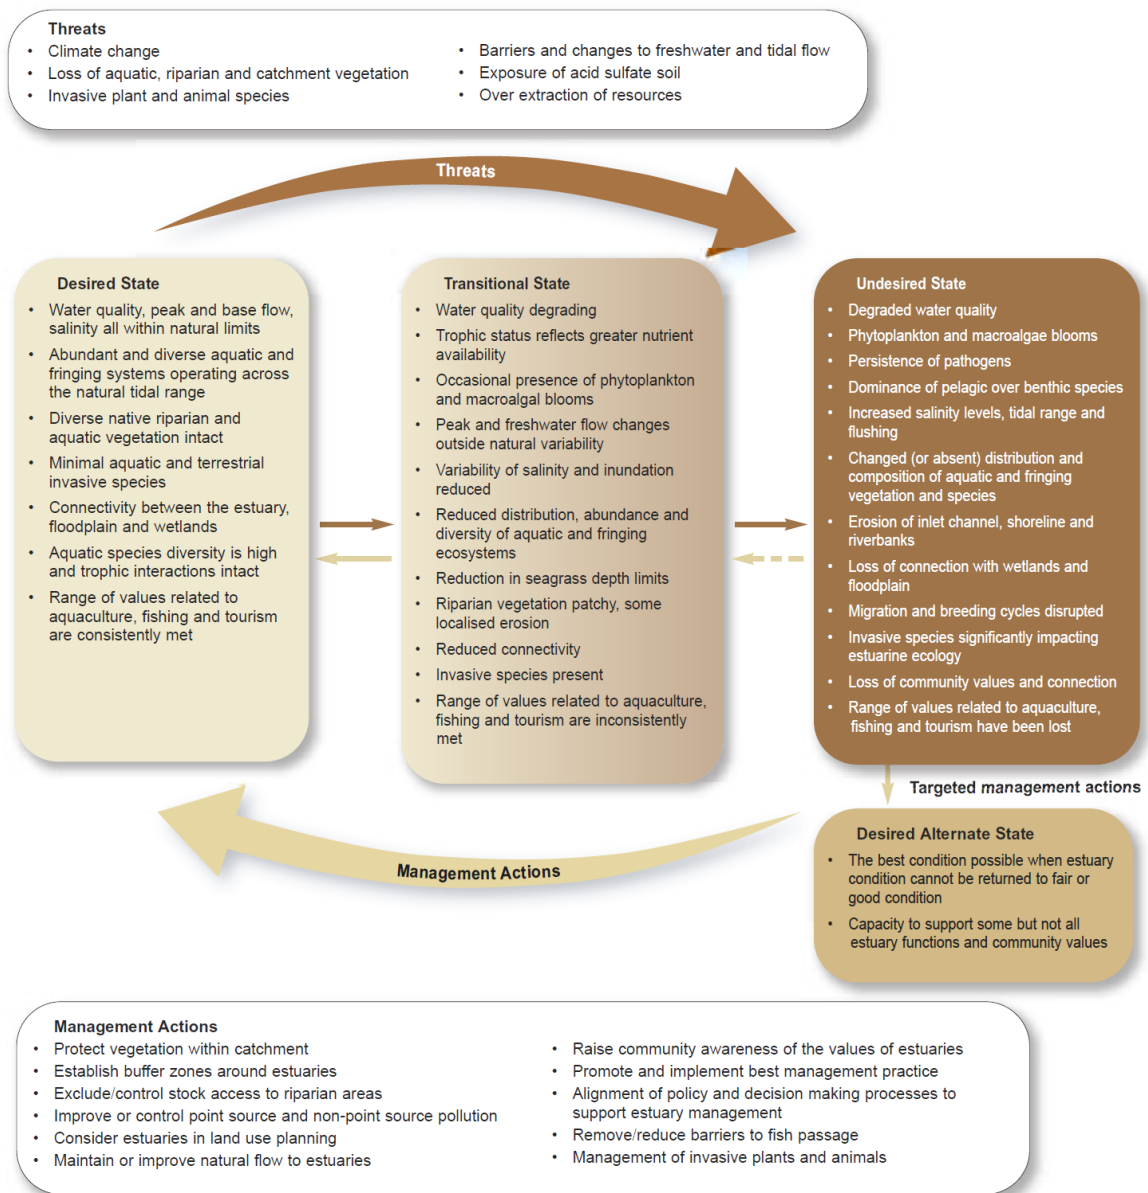 Threats
• Climate change
• Loss of aquatic, riparian and catchment vegetation
• Invasive plant and animal species
• Barriers and changes to freshwater and tidal flow
• Exposure of acid sulfate soil
• Over extraction of resources
Threats
Desired State
• Water quality, peak and base flow,
salinity all within natural limits
• Abundant and diverse aquatic and
fringing systems operating across
the natural tidal range
• Diverse native riparian and
aquatic vegetation intact
• Minimal aquatic and terrestrial
invasive species
• Connectivity between the estuary,
floodplain and wetlands
• Aquatic species diversity is high
and trophic interactions intact
• Range of values related to
aquaculture, fishing and tourism
are consistently met
Transitional State
• Water quality degrading
• Trophic status reflects greater nutrient
availability
• Occasional presence of phytoplankton
and macroalgal blooms
• Peak and freshwater flow changes
outside natural variability
• Variability of salinity and inundation
reduced
• Reduced distribution, abundance and
diversity of aquatic and fringing
ecosystems
• Reduction in seagrass depth limits
• Riparian vegetation patchy, some
localised erosion
• Reduced connectivity
• Invasive species present
• Range of values related to aquaculture,
fishing and tourism are inconsistently
met
Undesired State
• Degraded water quality
• Phytoplankton and macroalgae blooms
• Persistence of pathogens
• Dominance of pelagic over benthic species
• Increased salinity levels, tidal range and
flushing
• Changed (or absent) distribution and
composition of aquatic and fringing
vegetation and species
• Erosion of inlet channel, shoreline and
riverbanks
• Loss of connection with wetlands and
floodplain
• Migration and breeding cycles disrupted
• Invasive species significantly impacting
estuarine ecology
• Loss of community values and connection
• Range of values related to aquaculture,
fishing and tourism have been lost
Targeted management actions
Desired Alternate State
• The best condition possible when estuary
condition cannot be returned to fair or
good condition
• Capacity to support some but not all
estuary functions and community values
Management Actions
Management Actions
• Protect vegetation within catchment
• Establish buffer zones around estuaries
• Exclude/control stock access to riparian areas
• Improve or control point source and non-point source pollution
• Consider estuaries in land use planning
• Maintain or improve natural flow to estuaries
• Raise community awareness of the values of estuaries
• Promote and implement best management practice
• Alignment of policy and decision making processes to
support estuary management
• Remove/reduce barriers to fish passage
• Management of invasive plants and animals